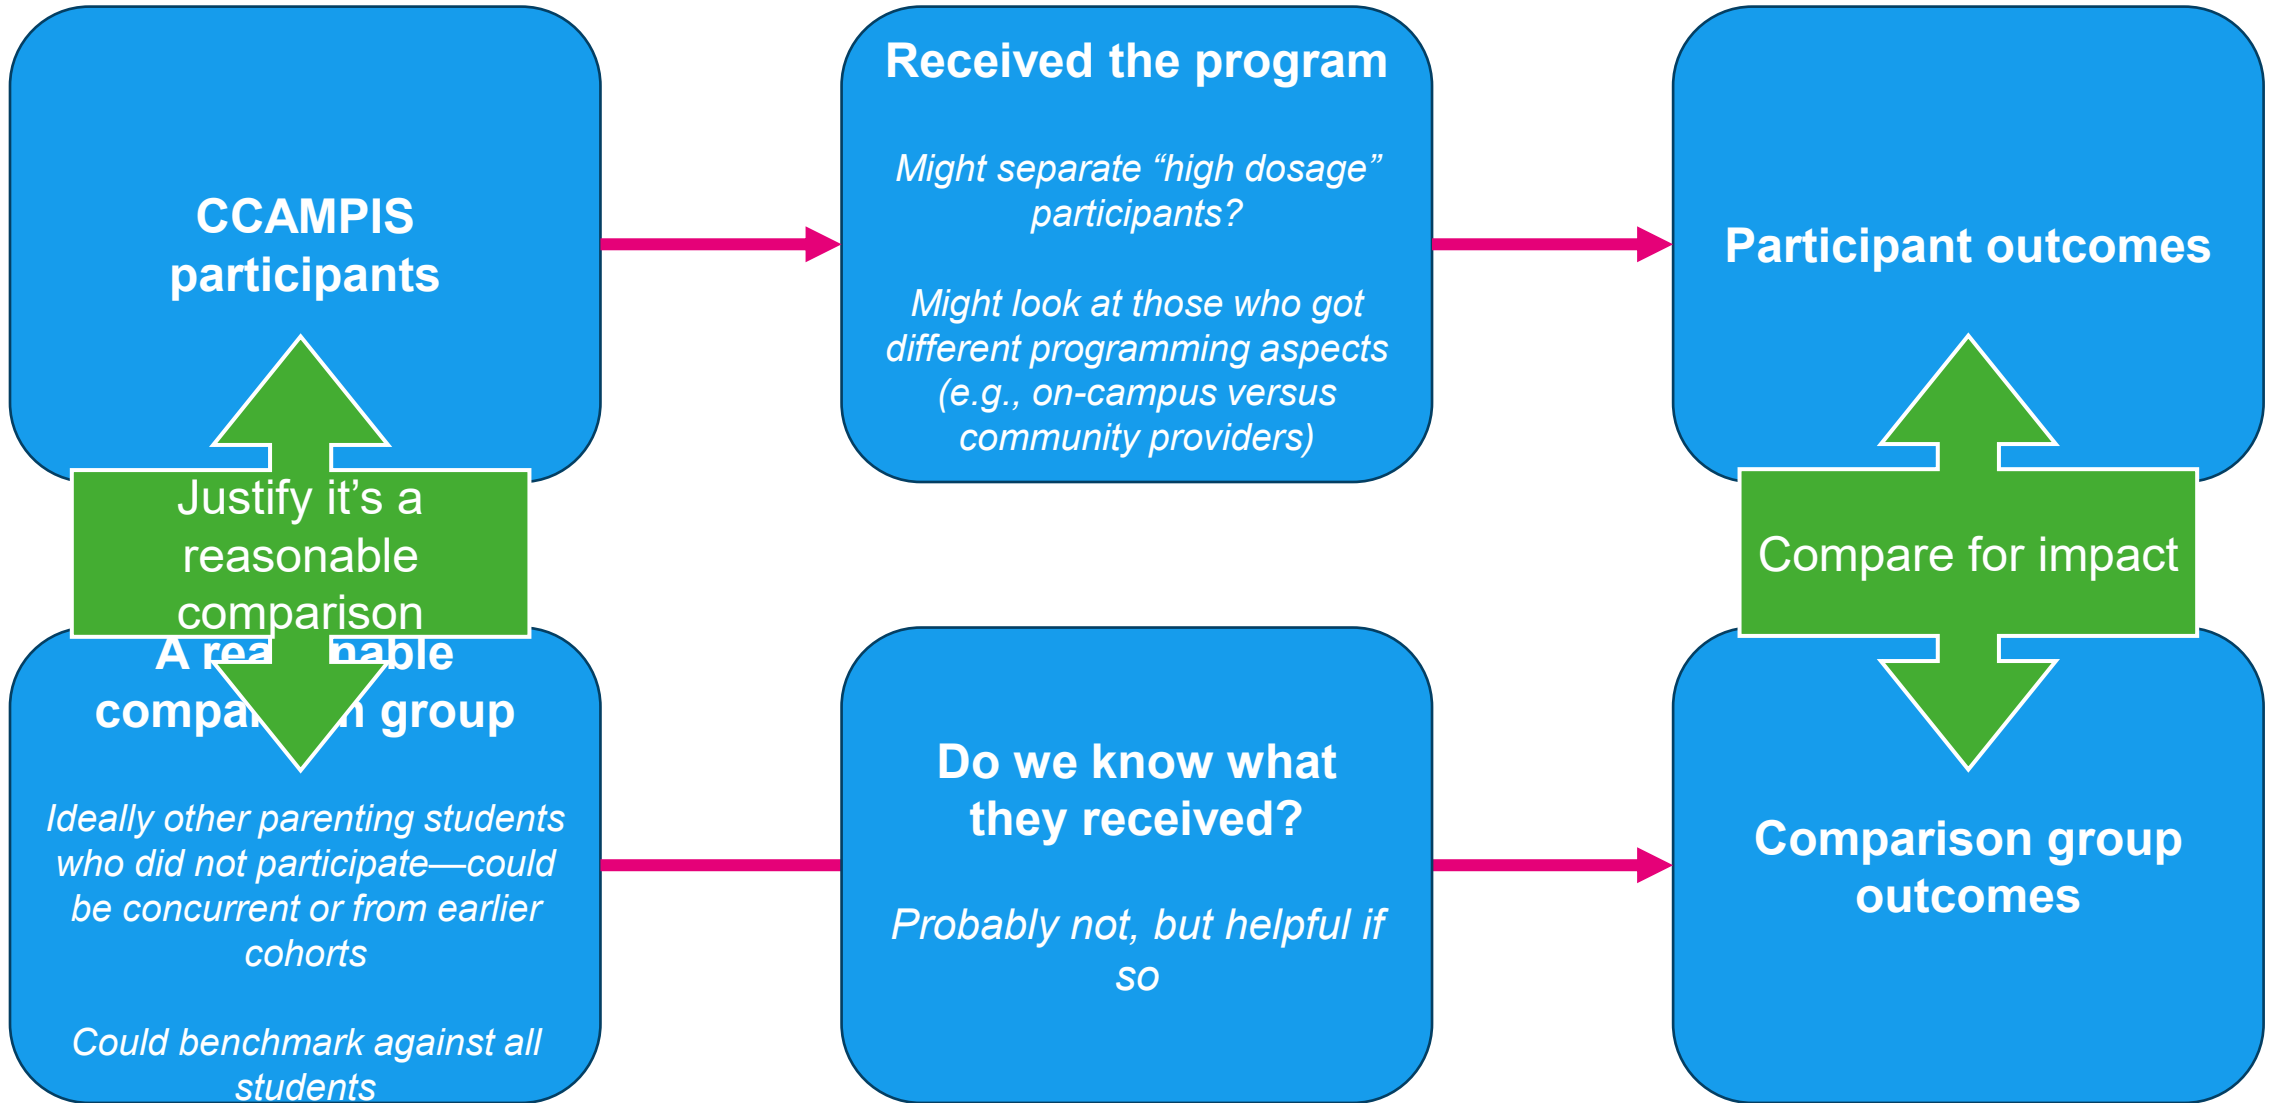 CCAMPIS
participants
Received the program
Might separate “high dosage”
participants?
Might look at those who got
different programming aspects
(e.g., on-campus versus
community providers)
Participant outcomes
Justify it’s a
reasonable
comparison
Compare for impact
A reasonable
comparison group
Ideally other parenting students
who did not participate—could
be concurrent or from earlier
cohorts
Could benchmark against all
students
Do we know what
they received?
Probably not, but helpful if
so
Comparison group
outcomes